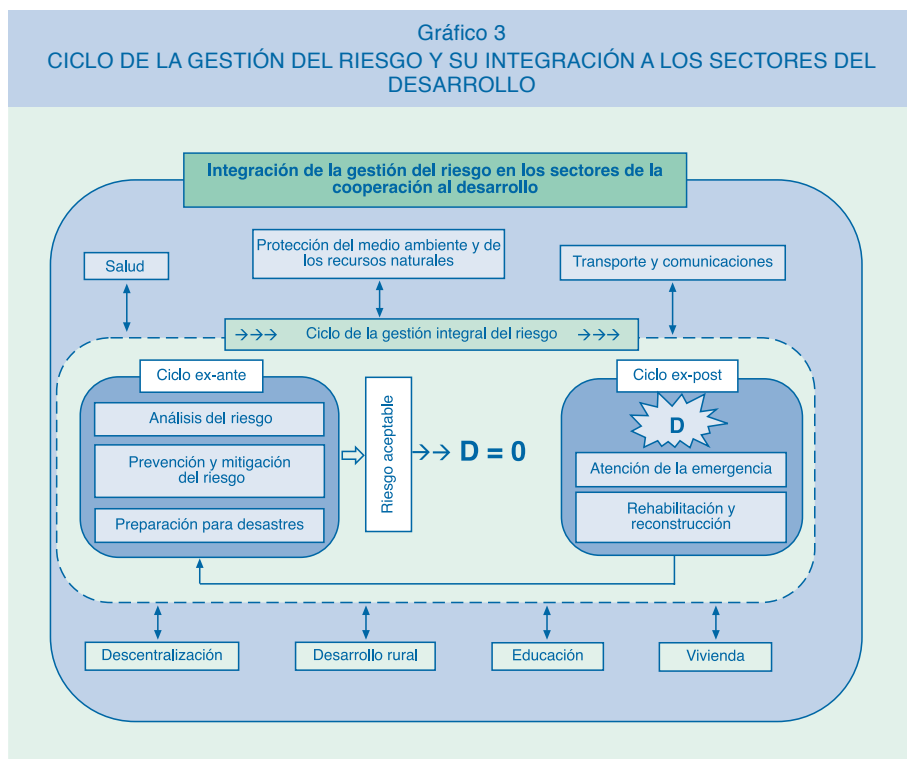 Gráfico 3
CICLO DE LA GESTIÓN DEL RIESGO Y SU INTEGRACIÓN A LOS SECTORES DEL
DESARROLLO
Integración de la gestión del riesgo en los sectores de la
cooperación al desarrollo
Salud
Protección del medio ambiente y de
los recursos naturales
Transporte y comunicaciones
→→→ Ciclo de la gestión integral del riesgo →→→
Ciclo ex-ante
Análisis del riesgo
Prevención y mitigación
del riesgo
Preparación para desastres
Riesgo aceptable
→→ D = 0
Ciclo ex-post
D
Atención de la emergencia
Rehabilitación y
reconstrucción
Descentralización
Desarrollo rural
Educación
Vivienda